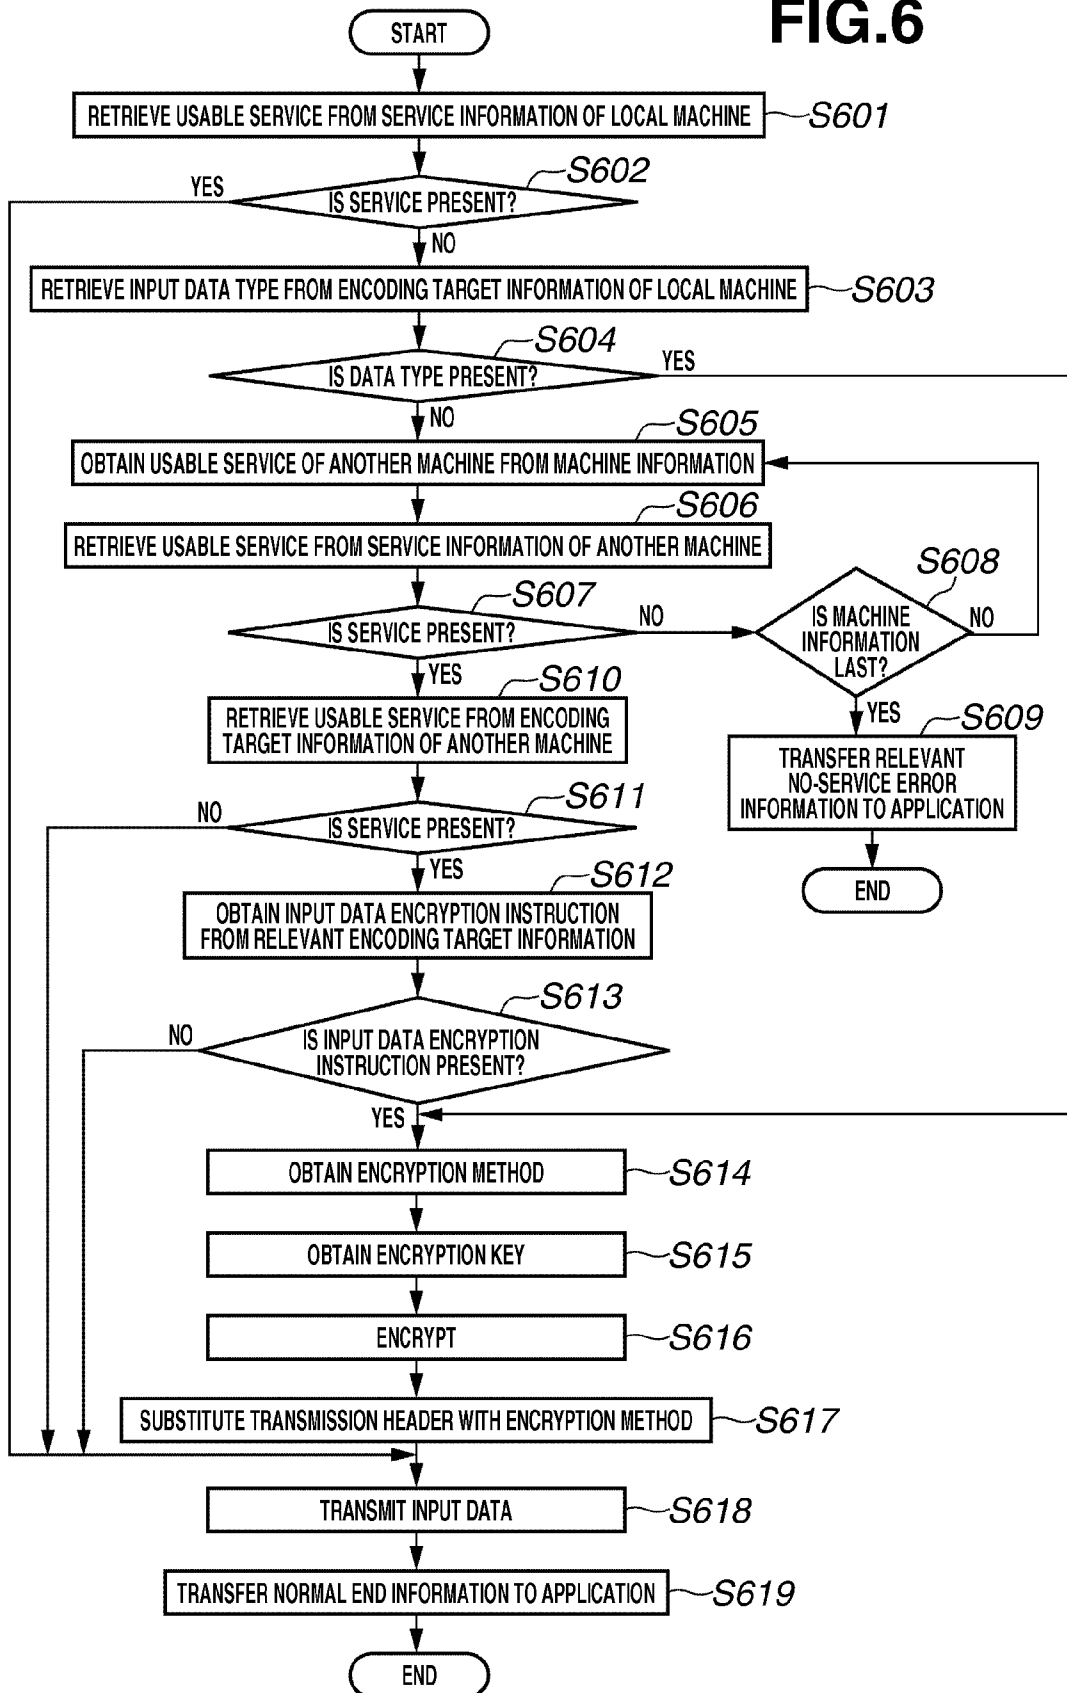 FIG.6
START
RETRIEVE USABLE SERVICE FROM SERVICE INFORMATION OF LOCAL MACHINE
S601
S602
YES
IS SERVICE PRESENT?
NO
RETRIEVE INPUT DATA TYPE FROM ENCODING TARGET INFORMATION OF LOCAL MACHINE
S603
S604
IS DATA TYPE PRESENT?
YES
NO
S605
OBTAIN USABLE SERVICE OF ANOTHER MACHINE FROM MACHINE INFORMATION
S606
RETRIEVE USABLE SERVICE FROM SERVICE INFORMATION OF ANOTHER MACHINE
S607
IS SERVICE PRESENT?
NO
S608
IS MACHINE
INFORMATION
LAST?
NO
YES
S609
TRANSFER RELEVANT
NO-SERVICE ERROR
INFORMATION TO APPLICATION
END
YES
S610
RETRIEVE USABLE SERVICE FROM ENCODING
TARGET INFORMATION OF ANOTHER MACHINE
S611
NO
IS SERVICE PRESENT?
YES
S612
OBTAIN INPUT DATA ENCRYPTION INSTRUCTION
FROM RELEVANT ENCODING TARGET INFORMATION
S613
NO
IS INPUT DATA ENCRYPTION
INSTRUCTION PRESENT?
YES
OBTAIN ENCRYPTION METHOD
S614
OBTAIN ENCRYPTION KEY
S615
ENCRYPT
S616
SUBSTITUTE TRANSMISSION HEADER WITH ENCRYPTION METHOD
S617
TRANSMIT INPUT DATA
S618
TRANSFER NORMAL END INFORMATION TO APPLICATION
S619
END